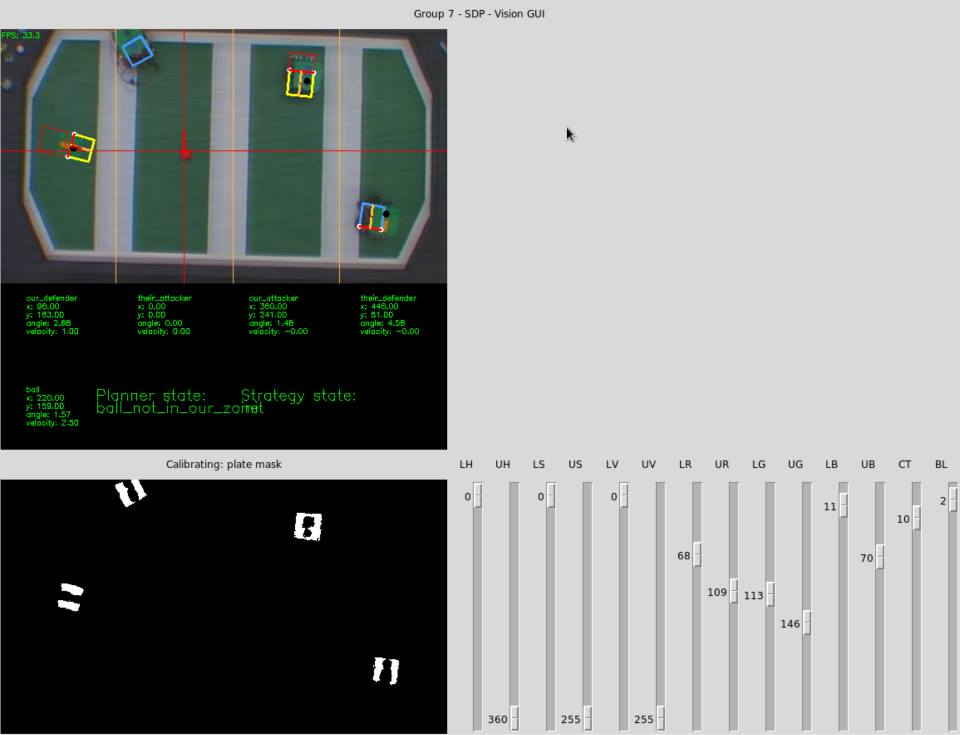 Group 7 - SDP - Vision GUI
FPS: 33.3
our_defender
x: 96.00
y: 163.00
angle: 2.88
velocity: 1.00
their_attacker
x: 0.00
y: 0.00
angle: 0.00
velocity: 0.00
our_attacker
x: 360.00
y: 241.00
angle: 1.48
velocity: -0.00
their_defender
x: 446.00
y: 61.00
angle: 4.58
velocity: -0.00
ball
x: 220.00
y: 159.00
angle: 1.57
velocity: 2.50
Planner state:
ball_not_in_our_zone
Strategy state:
Calibrating: plate mask
LH UH LS US LV UV LR UR LG UG LB UB CT BL
0 360 0 255 0 255 68 109 113 146 11 70 10 2